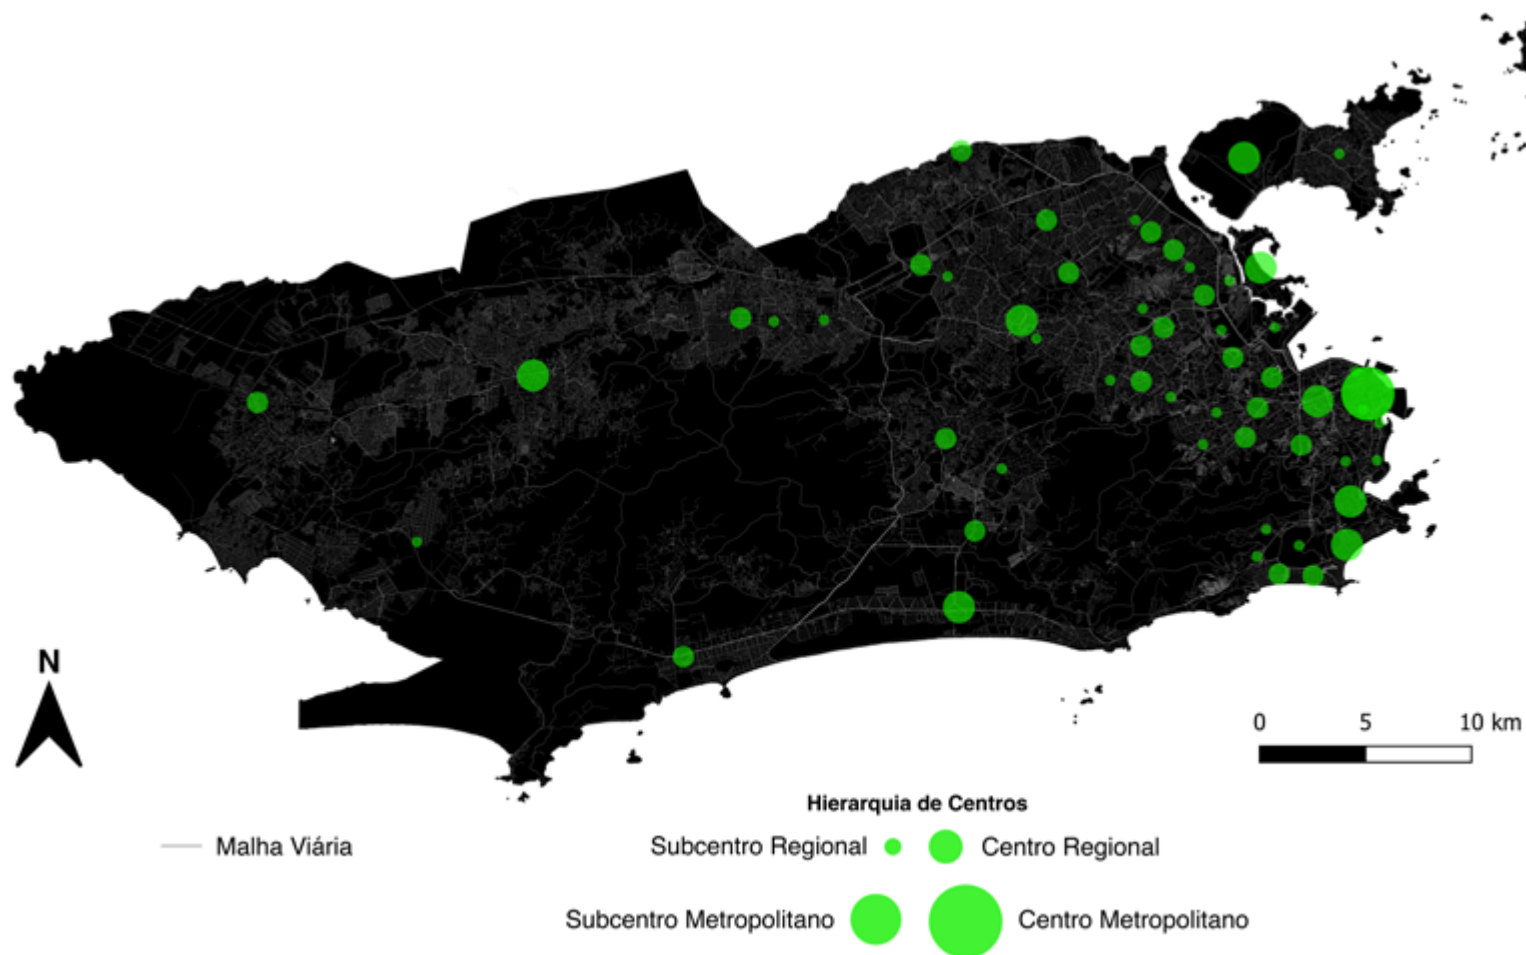 N
0 5 10 km
Hierarquia de Centros
Malha Viária
Subcentro Regional
Centro Regional
Subcentro Metropolitano
Centro Metropolitano